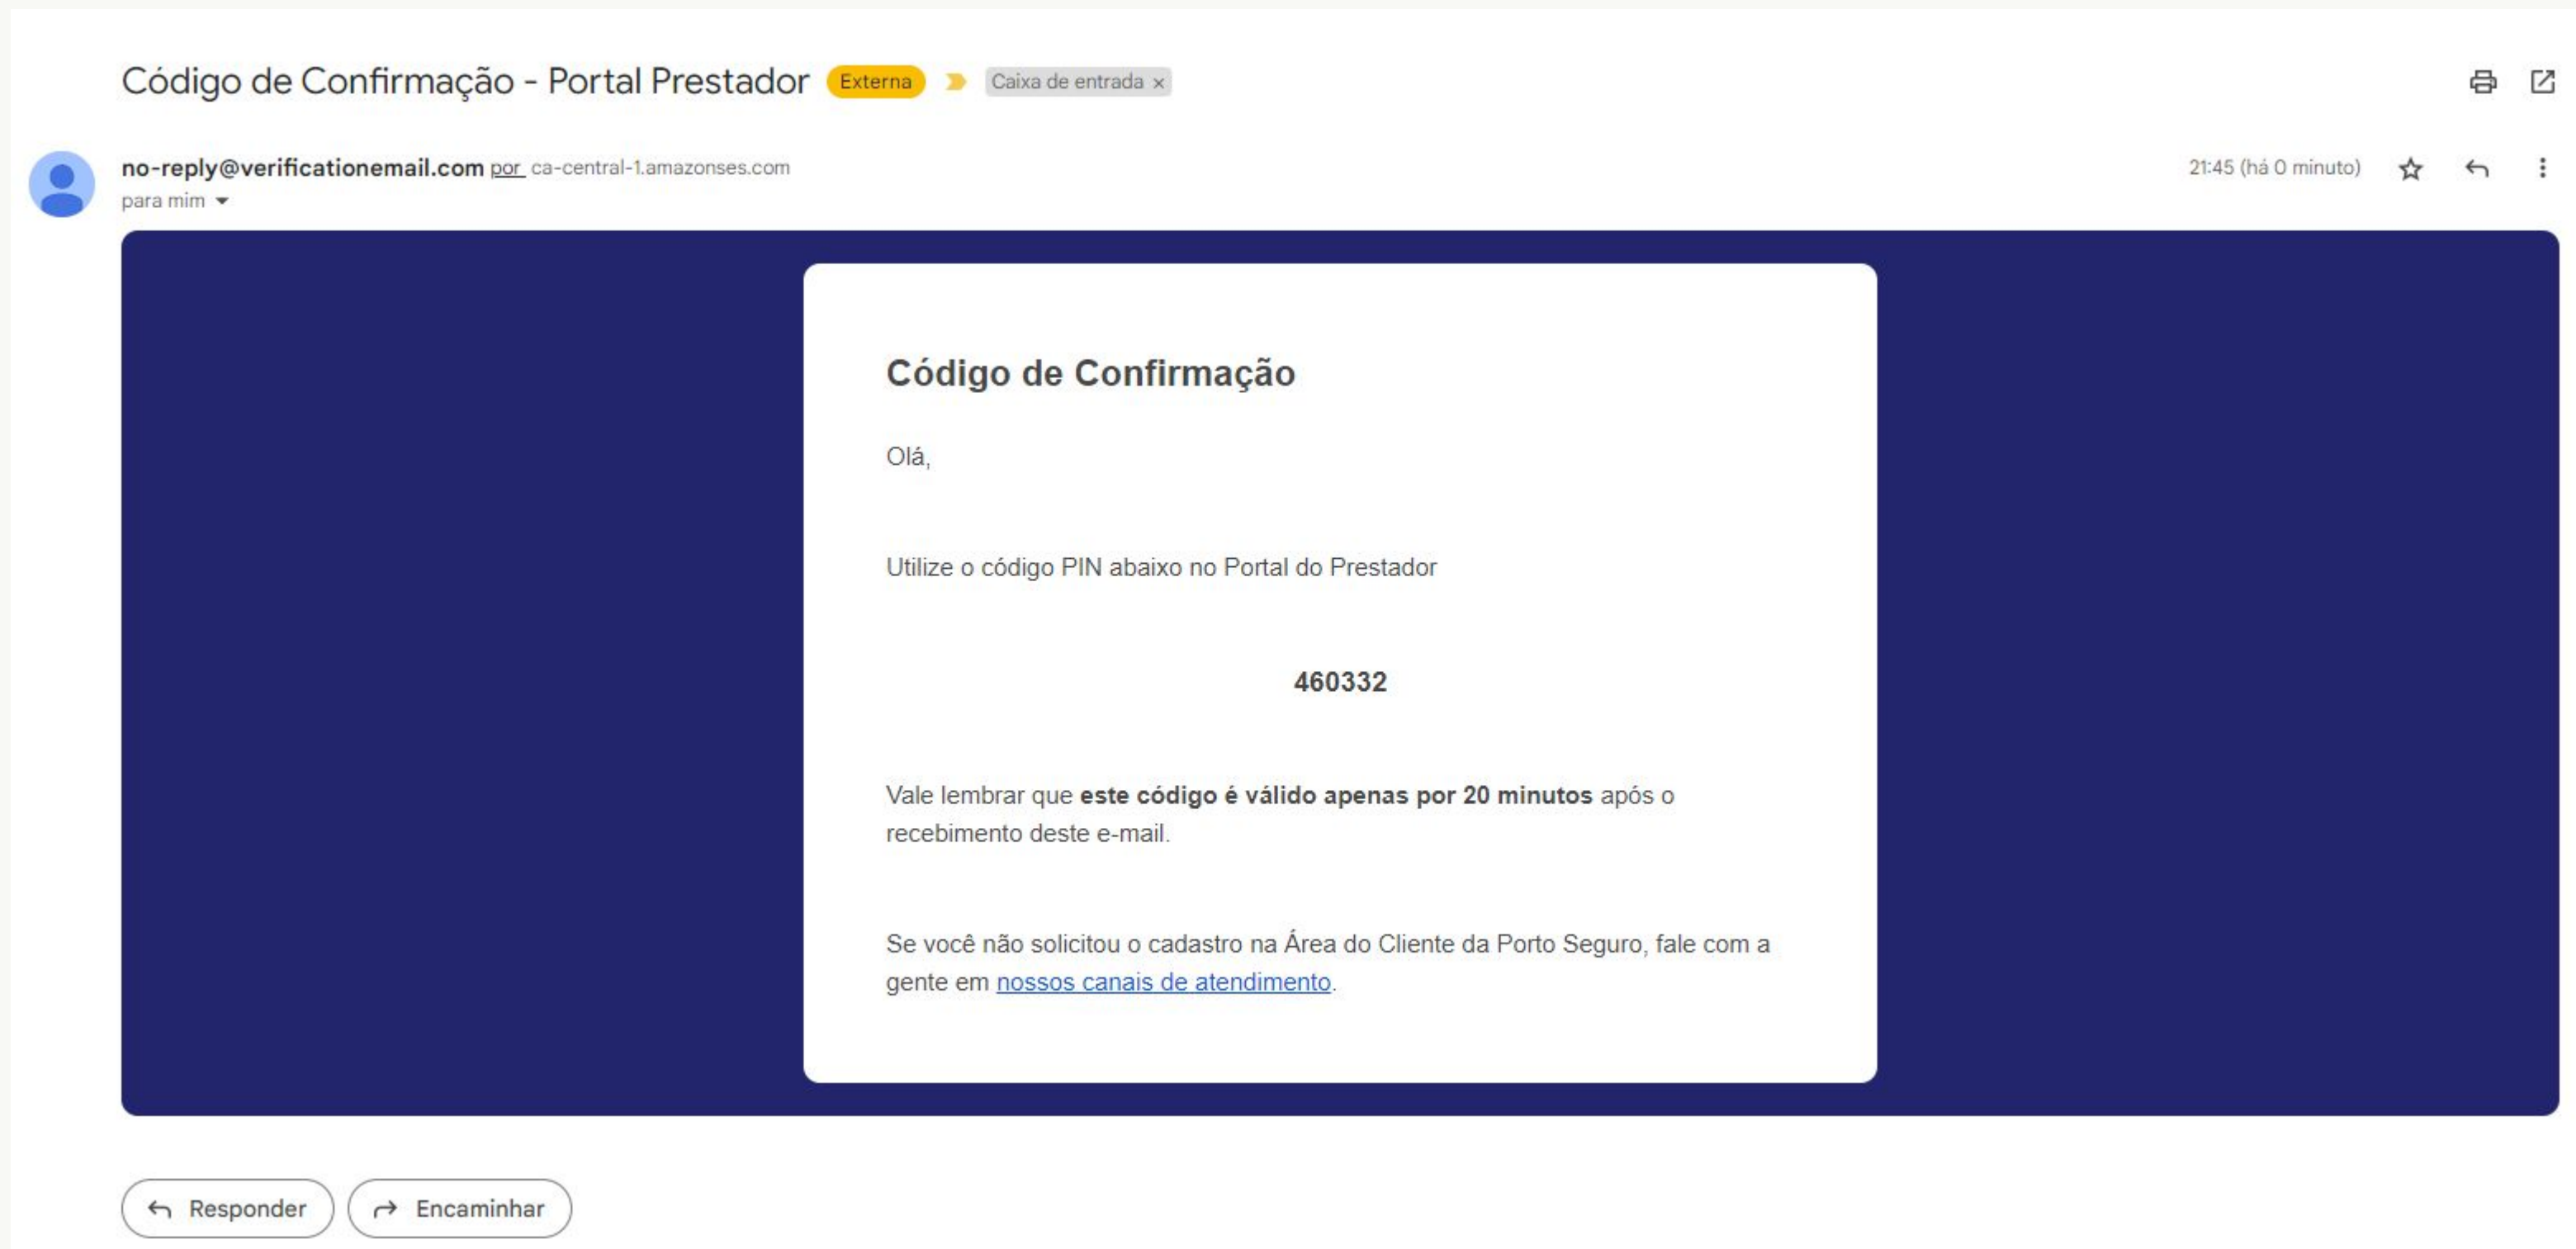 Código de Confirmação - Portal Prestador Externa Caixa de entrada ×
no-reply@verificationemail.com por ca-central-1.amazonses.com 21:45 (há 0 minuto)
para mim
Código de Confirmação
Olá,
Utilize o código PIN abaixo no Portal do Prestador
460332
Vale lembrar que este código é válido apenas por 20 minutos após o
recebimento deste e-mail.
Se você não solicitou o cadastro na Área do Cliente da Porto Seguro, fale com a
gente em nossos canais de atendimento.
Responder Encaminhar